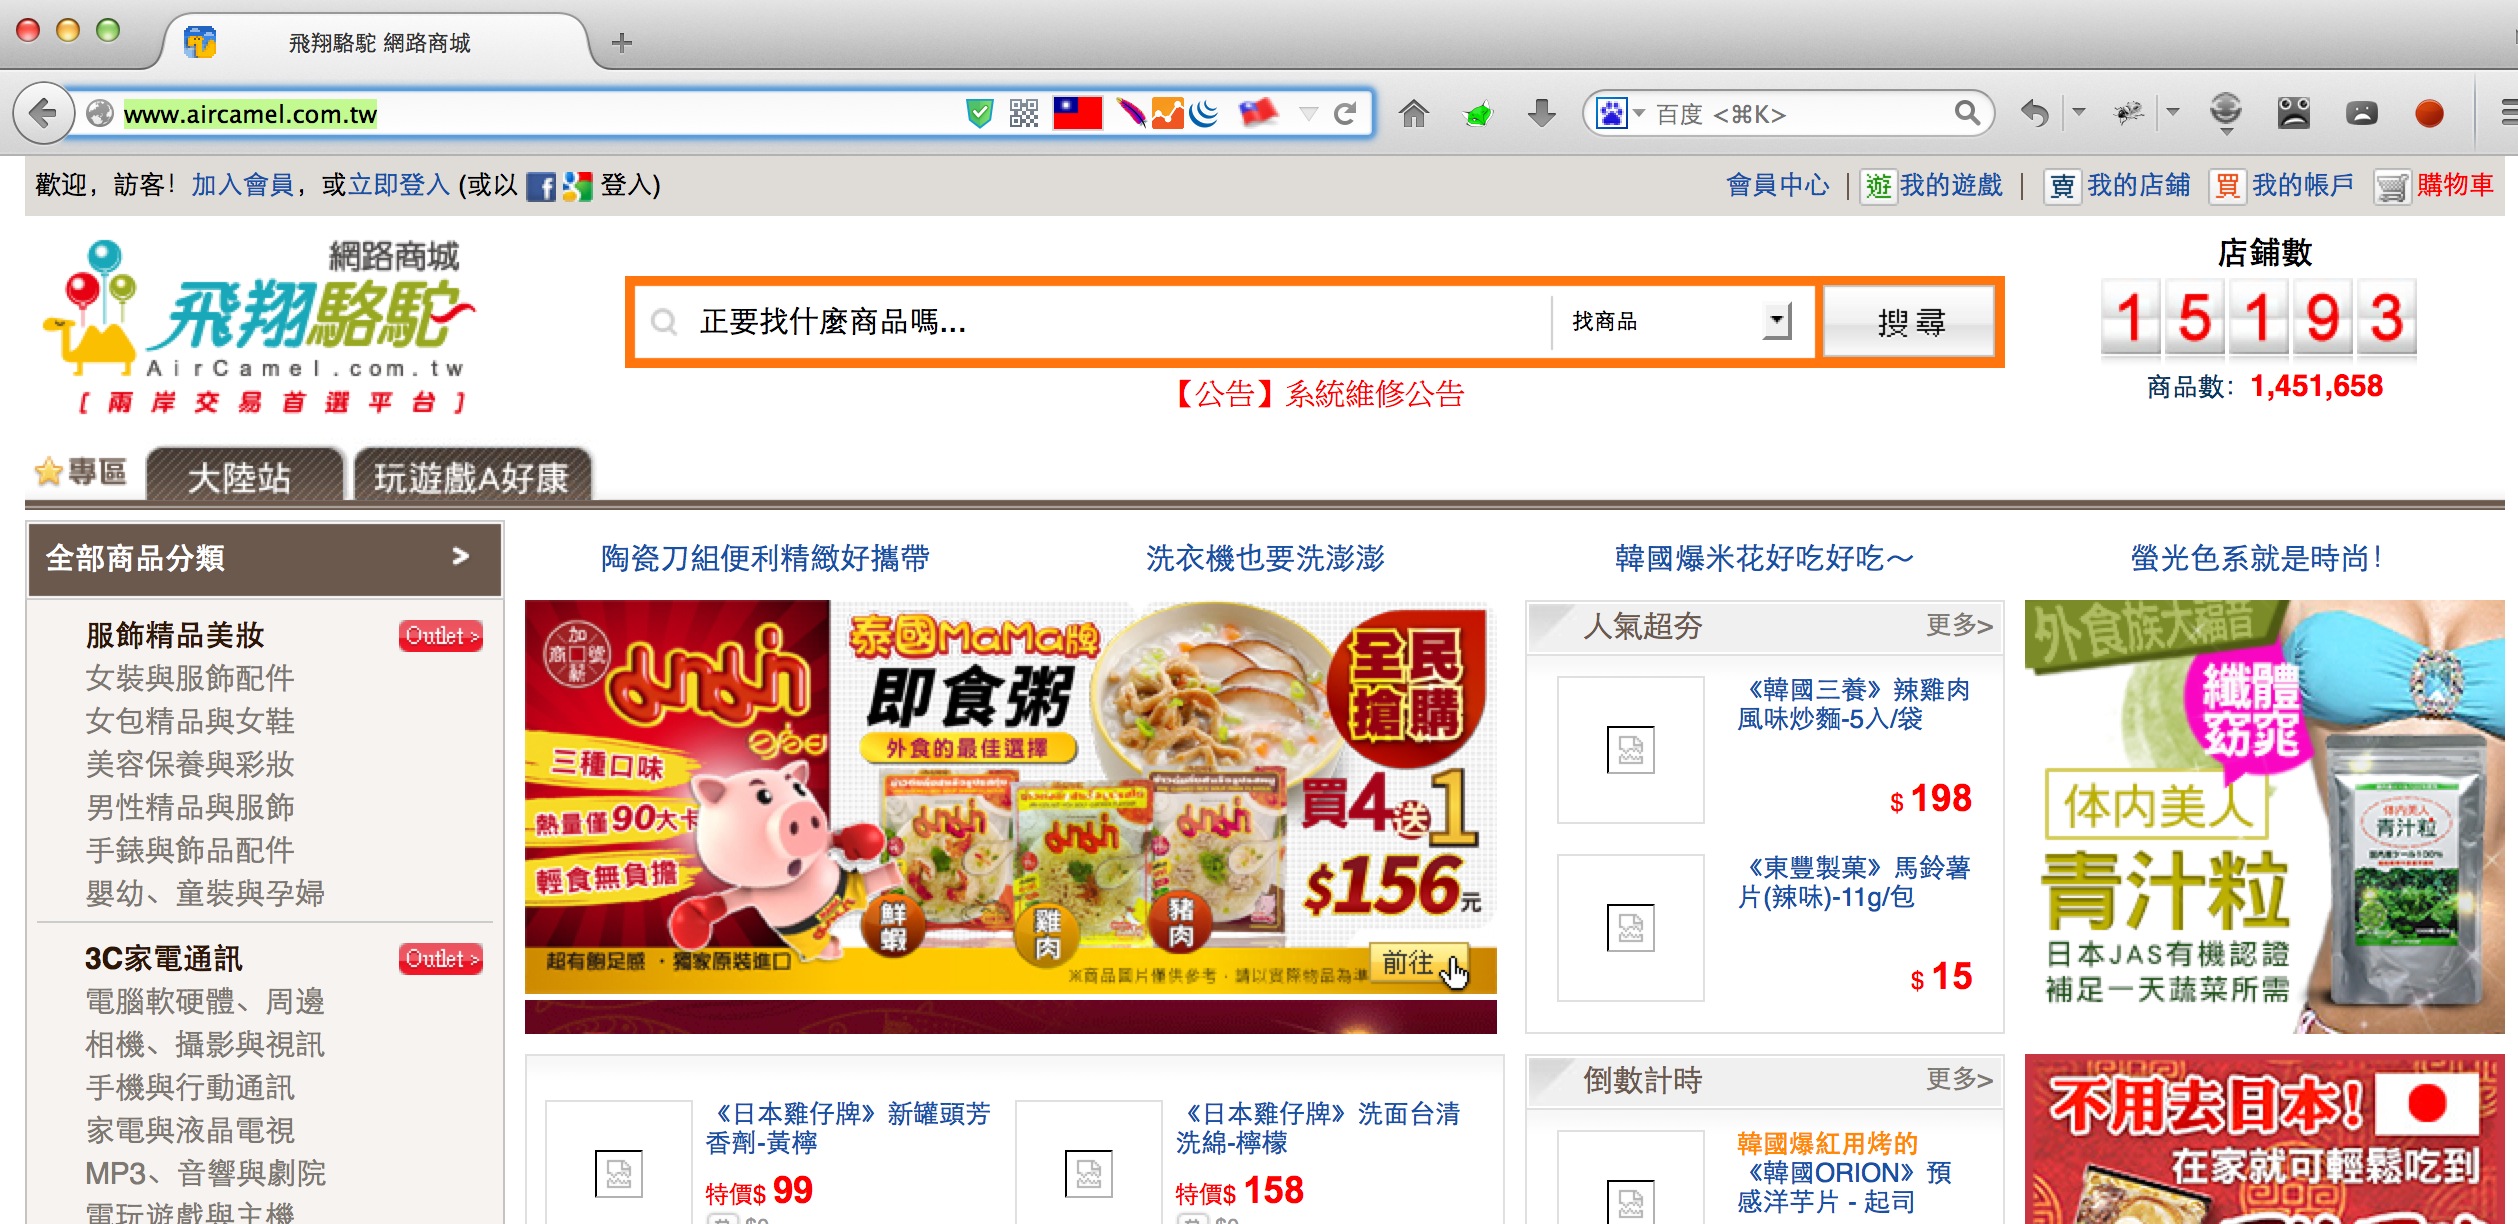 飛翔駱駝 網路商城
www.aircamel.com.tw
百度 <⌘K>
歡迎，訪客！加入會員，或立即登入 (或以 登入)
會員中心 | 遊 我的遊戲 | 賣 我的店鋪 買 我的帳戶 購物車
網路商城
飛翔駱駝
AirCamel.com.tw
[ 兩岸交易首選平台 ]
正要找什麼商品嗎...
找商品
搜尋
【公告】系統維修公告
店鋪數
15193
商品數：1,451,658
專區
大陸站
玩遊戲A好康
全部商品分類 >
服飾精品美妝 Outlet >
女裝與服飾配件
女包精品與女鞋
美容保養與彩妝
男性精品與服飾
手錶與飾品配件
嬰幼、童裝與孕婦
3C家電通訊 Outlet >
電腦軟硬體、周邊
相機、攝影與視訊
手機與行動通訊
家電與液晶電視
MP3、音響與劇院
電玩遊戲與主機
陶瓷刀組便利精緻好攜帶
洗衣機也要洗澎澎
韓國爆米花好吃好吃～
螢光色系就是時尚！
三種口味
熱量僅90大卡
輕食無負擔
超有飽足感 · 獨家原裝進口
泰國MaMa牌
即食粥
外食的最佳選擇
全民
搶購
買4送1
$156元
鮮蝦
雞肉
豬肉
※商品圖片僅供參考，請以實際物品為準
前往
人氣超夯 更多>
《韓國三養》辣雞肉
風味炒麵-5入/袋
$ 198
《東豐製菓》馬鈴薯
片(辣味)-11g/包
$ 15
外食族大福音
纖體
窈窕
体内美人
青汁粒
日本JAS有機認證
補足一天蔬菜所需
体内美人
青汁粒
《日本雞仔牌》新罐頭芳
香劑-黃檸
特價$ 99
《日本雞仔牌》洗面台清
洗綿-檸檬
特價$ 158
倒數計時 更多>
韓國爆紅用烤的
《韓國ORION》預
感洋芋片 - 起司
不用去日本！
在家就可輕鬆吃到